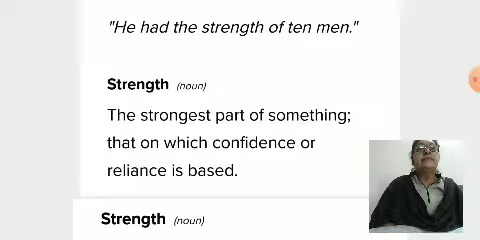 "He had the strength of ten men."
Strength (noun)
The strongest part of something;
that on which confidence or
reliance is based.
Strength (noun)